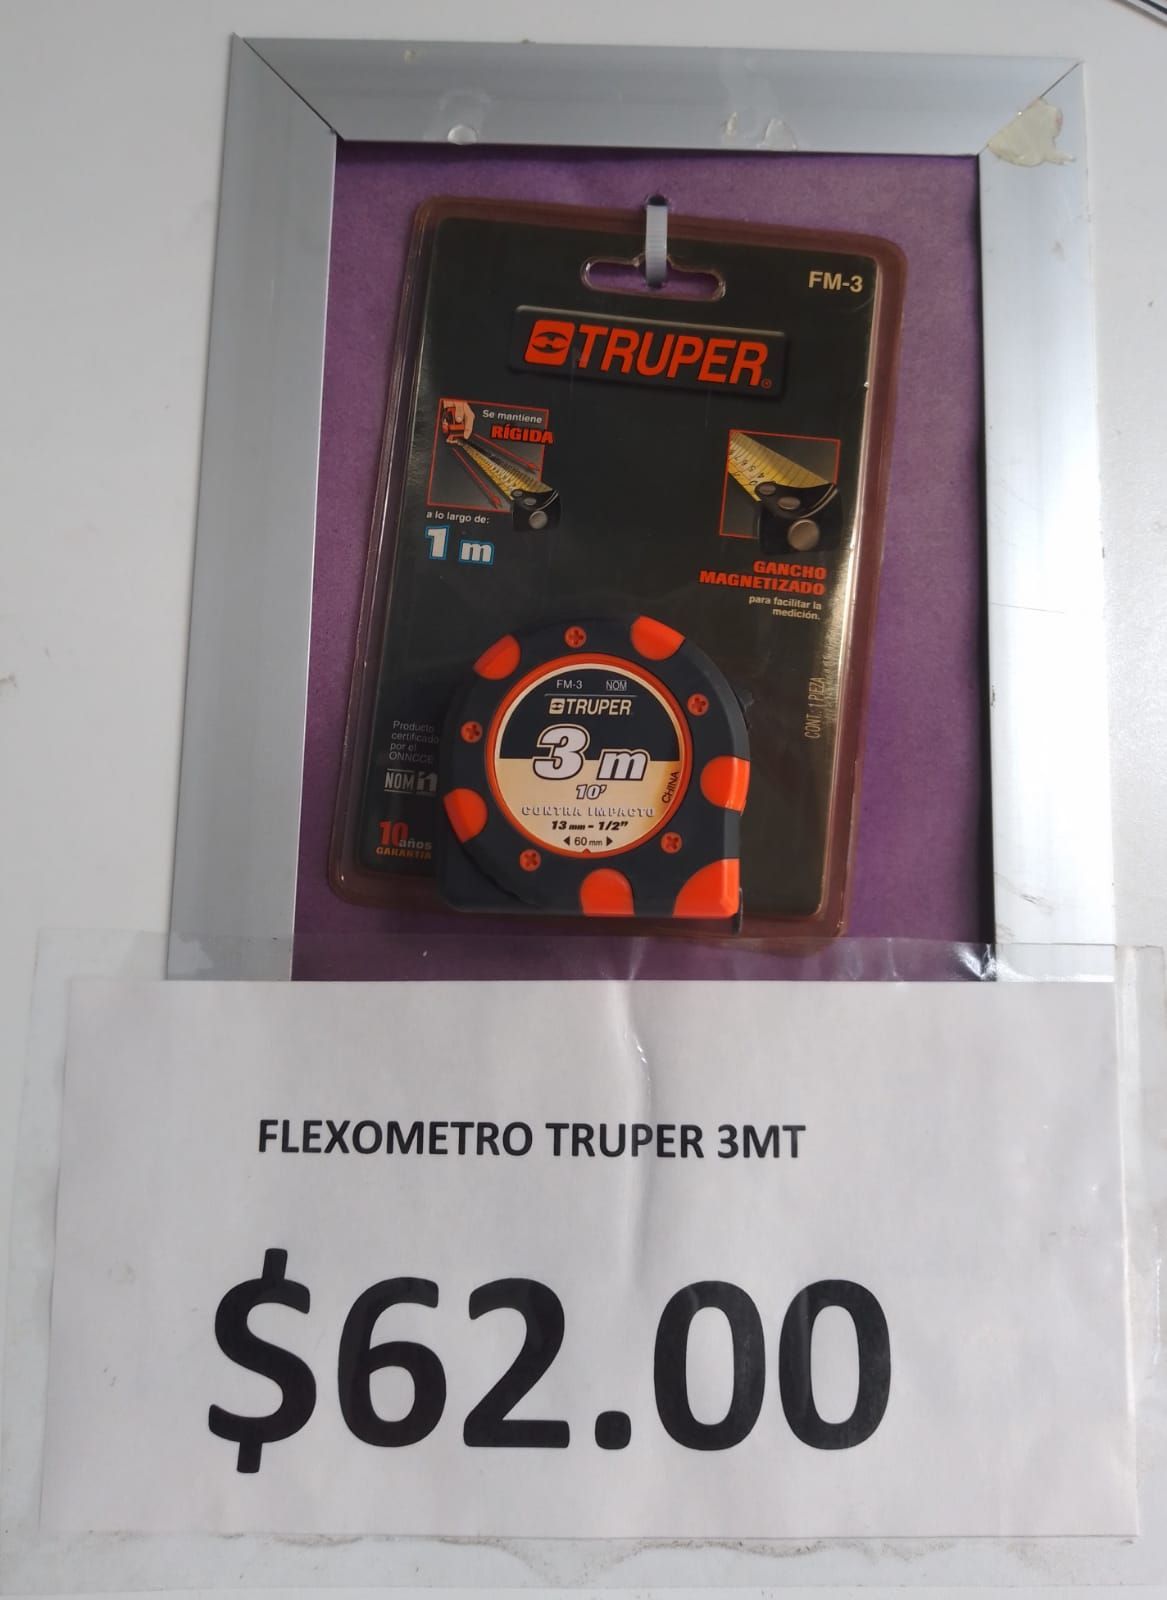 FM-3
TRUPER®
Se mantiene
RÍGIDA
a lo largo de:
1 m
GANCHO
MAGNETIZADO
para facilitar la
medición.
CONT.: 1 PIEZA
Producto
certificado
por el
ONNCCE
NOM
10 años
GARANTIA
FM-3 NOM
TRUPER
3 m
10'
CONTRA IMPACTO
13 mm - 1/2"
60 mm
CHINA
FLEXOMETRO TRUPER 3MT
$62.00